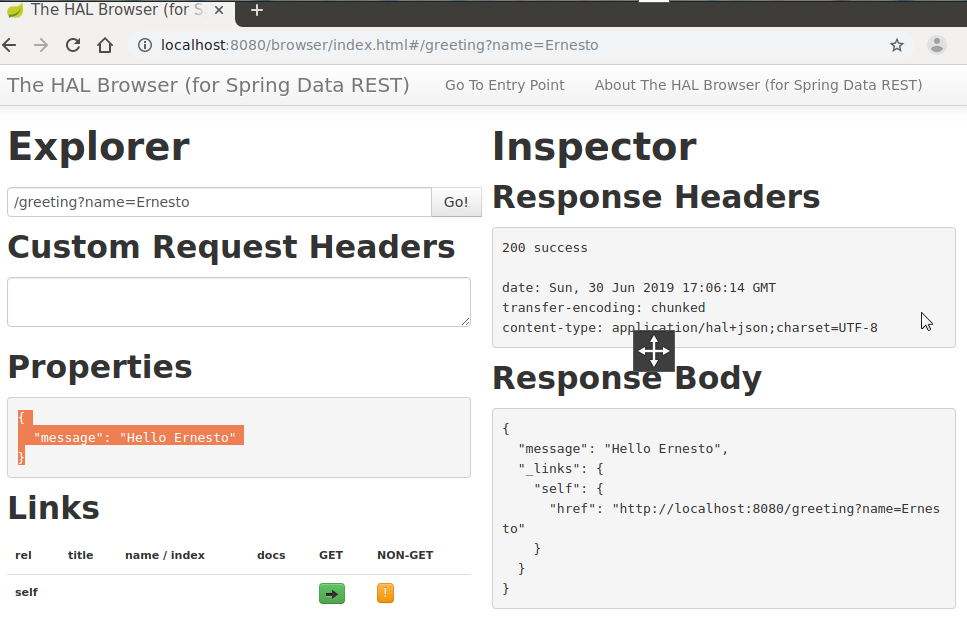 The HAL Browser (for S
localhost:8080/browser/index.html#/greeting?name=Ernesto
The HAL Browser (for Spring Data REST)
Go To Entry Point
About The HAL Browser (for Spring Data REST)
Explorer
/greeting?name=Ernesto
Go!
Custom Request Headers
Properties
{
"message": "Hello Ernesto"
}
Links
rel title name / index docs GET NON-GET
self !
Inspector
Response Headers
200 success
date: Sun, 30 Jun 2019 17:06:14 GMT
transfer-encoding: chunked
content-type: application/hal+json;charset=UTF-8
Response Body
{
"message": "Hello Ernesto",
"_links": {
"self": {
"href": "http://localhost:8080/greeting?name=Ernes
to"
}
}
}